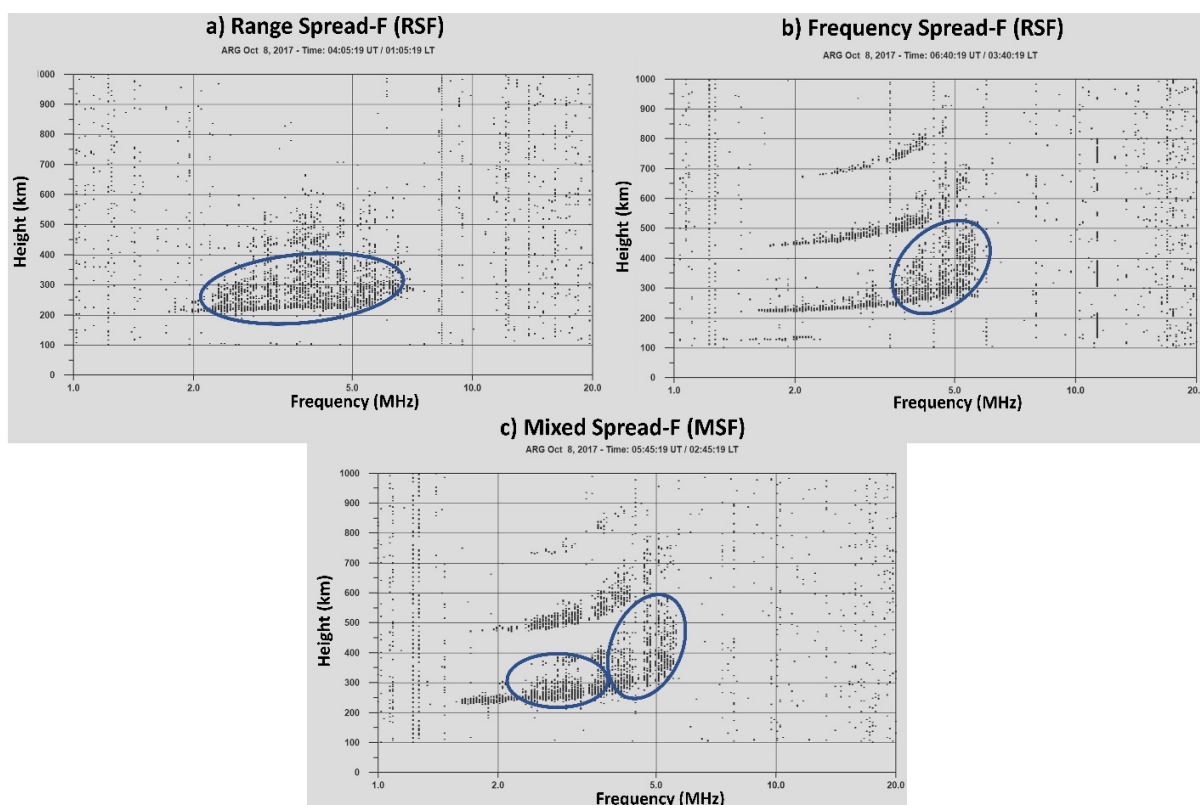 a) Range Spread-F (RSF)
ARG Oct 8, 2017 - Time: 04:05:19 UT / 01:05:19 LT
1000
900
800
700
600
500
400
300
200
100
0
Height (km)
1.0 2.0 5.0 10.0 20.0
Frequency (MHz)
b) Frequency Spread-F (RSF)
ARG Oct 8, 2017 - Time: 06:40:19 UT / 03:40:19 LT
1000
900
800
700
600
500
400
300
200
100
0
Height (km)
1.0 2.0 5.0 10.0 20.0
Frequency (MHz)
c) Mixed Spread-F (MSF)
ARG Oct 8, 2017 - Time: 05:45:19 UT / 02:45:19 LT
1000
900
800
700
600
500
400
300
200
100
0
Height (km)
1.0 2.0 5.0 10.0 20.0
Frequency (MHz)